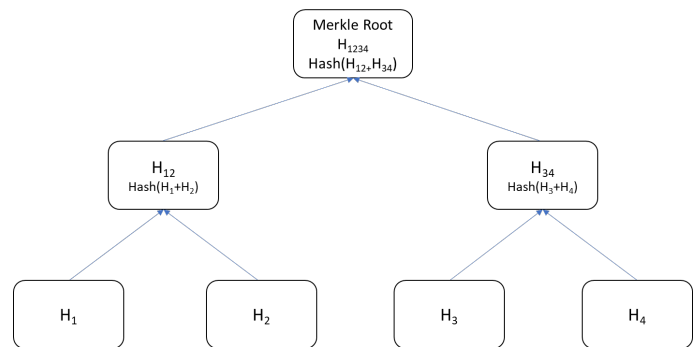 Merkle Root
H₁₂₃₄
Hash(H₁₂₊H₃₄)
H₁₂
Hash(H₁+H₂)
H₃₄
Hash(H₃+H₄)
H₁
H₂
H₃
H₄